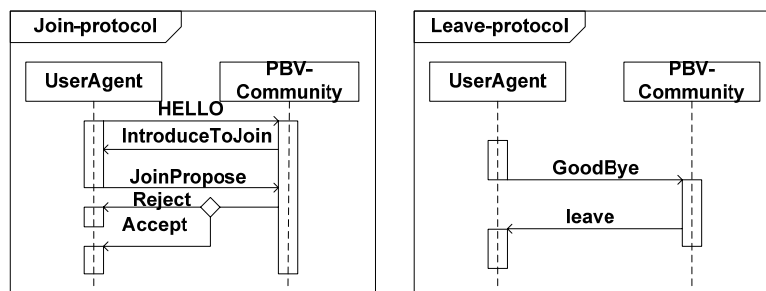 Join-protocol
UserAgent
PBV-
Community
HELLO
IntroduceToJoin
JoinPropose
Reject
Accept
Leave-protocol
UserAgent
PBV-
Community
GoodBye
leave